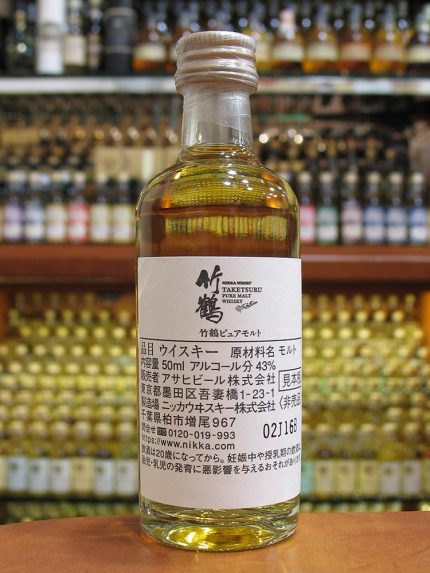 竹鶴
NIKKA WHISKY
TAKETSURU
PURE MALT
WHISKY
竹鶴ピュアモルト
品目 ウイスキー 原材料名 モルト
内容量 50ml アルコール分 43%
販売者 アサヒビール株式会社
東京都墨田区吾妻橋1-23-1
製造場 ニッカウヰスキー株式会社
千葉県柏市増尾967
見本
〈非売品
02J16B
問合せ 0120-019-993
https://www.nikka.com
飲酒は20歳になってから。妊娠中や授乳期の飲酒は
胎児・乳児の発育に悪影響を与えるおそれがあります